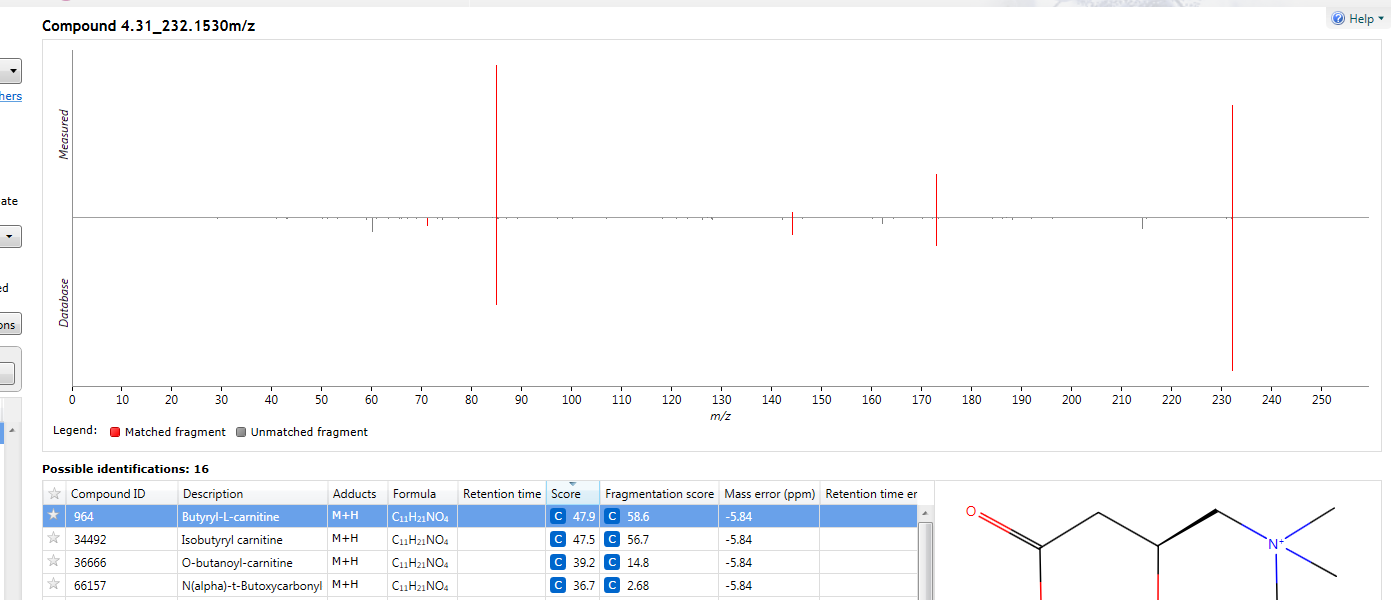 Help
Compound 4.31_232.1530m/z
hers
ate
ed
ons
Measured
Database
0 10 20 30 40 50 60 70 80 90 100 110 120 130 140 150 160 170 180 190 200 210 220 230 240 250
m/z
Legend: Matched fragment Unmatched fragment
Possible identifications: 16
Compound ID Description Adducts Formula Retention time Score Fragmentation score Mass error (ppm) Retention time er
964 Butyryl-L-carnitine M+H C₁₁H₂₁NO₄ C 47.9 C 58.6 -5.84
34492 Isobutyryl carnitine M+H C₁₁H₂₁NO₄ C 47.5 C 56.7 -5.84
36666 O-butanoyl-carnitine M+H C₁₁H₂₁NO₄ C 39.2 C 14.8 -5.84
66157 N(alpha)-t-Butoxycarbonyl M+H C₁₁H₂₁NO₄ C 36.7 C 2.68 -5.84
O
N⁺